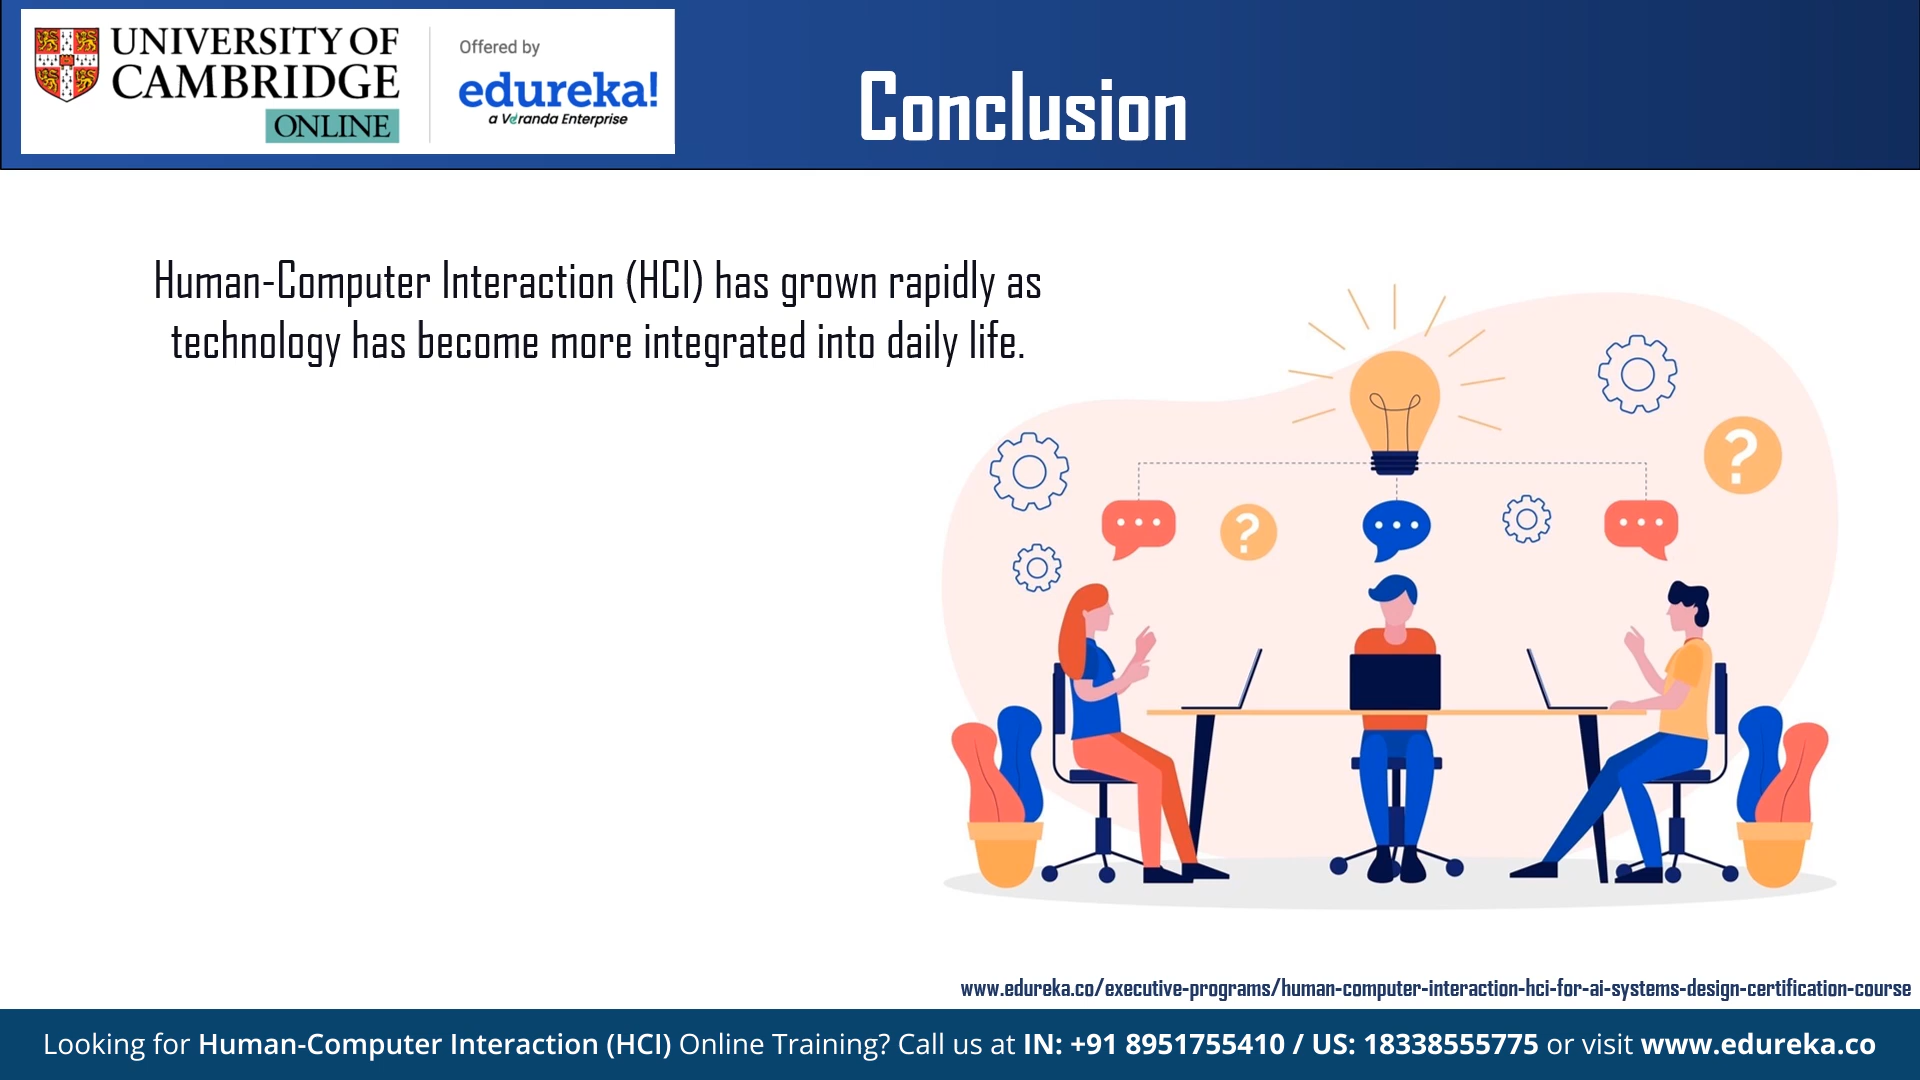 UNIVERSITY OF
CAMBRIDGE
ONLINE
Offered by
edureka!
a Veranda Enterprise
Conclusion
Human-Computer Interaction (HCI) has grown rapidly as
technology has become more integrated into daily life.
?
?
www.edureka.co/executive-programs/human-computer-interaction-hci-for-ai-systems-design-certification-course
Looking for Human-Computer Interaction (HCI) Online Training? Call us at IN: +91 8951755410 / US: 18338555775 or visit www.edureka.co